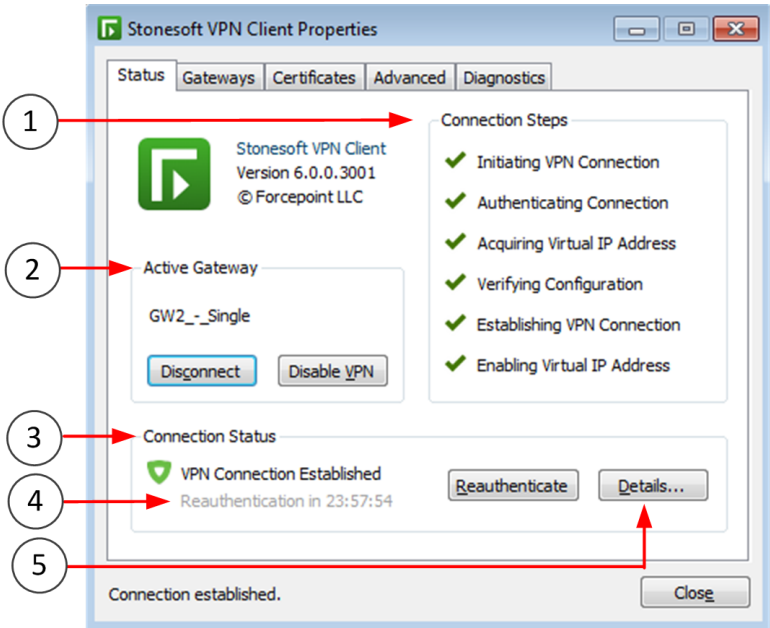 Stonesoft VPN Client Properties
Status Gateways Certificates Advanced Diagnostics
1
Connection Steps
Stonesoft VPN Client
Version 6.0.0.3001
© Forcepoint LLC
Initiating VPN Connection
Authenticating Connection
Acquiring Virtual IP Address
Verifying Configuration
Establishing VPN Connection
Enabling Virtual IP Address
2
Active Gateway
GW2_-_Single
Disconnect Disable VPN
3
Connection Status
VPN Connection Established
4
Reauthentication in 23:57:54
Reauthenticate Details...
5
Connection established.
Close